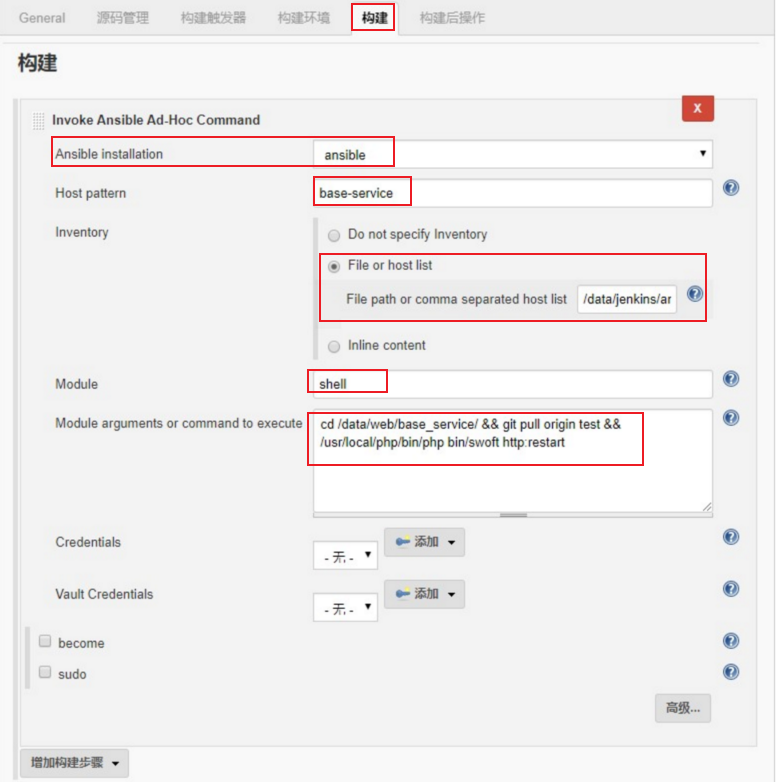 General 源码管理 构建触发器 构建环境 构建 构建后操作
构建
Invoke Ansible Ad-Hoc Command
X
Ansible installation ansible
Host pattern base-service
Inventory
Do not specify Inventory
File or host list
File path or comma separated host list /data/jenkins/ar
Inline content
Module shell
Module arguments or command to execute cd /data/web/base_service/ && git pull origin test &&
/usr/local/php/bin/php bin/swoft http:restart
Credentials - 无 - 添加
Vault Credentials - 无 - 添加
become
sudo
高级...
增加构建步骤